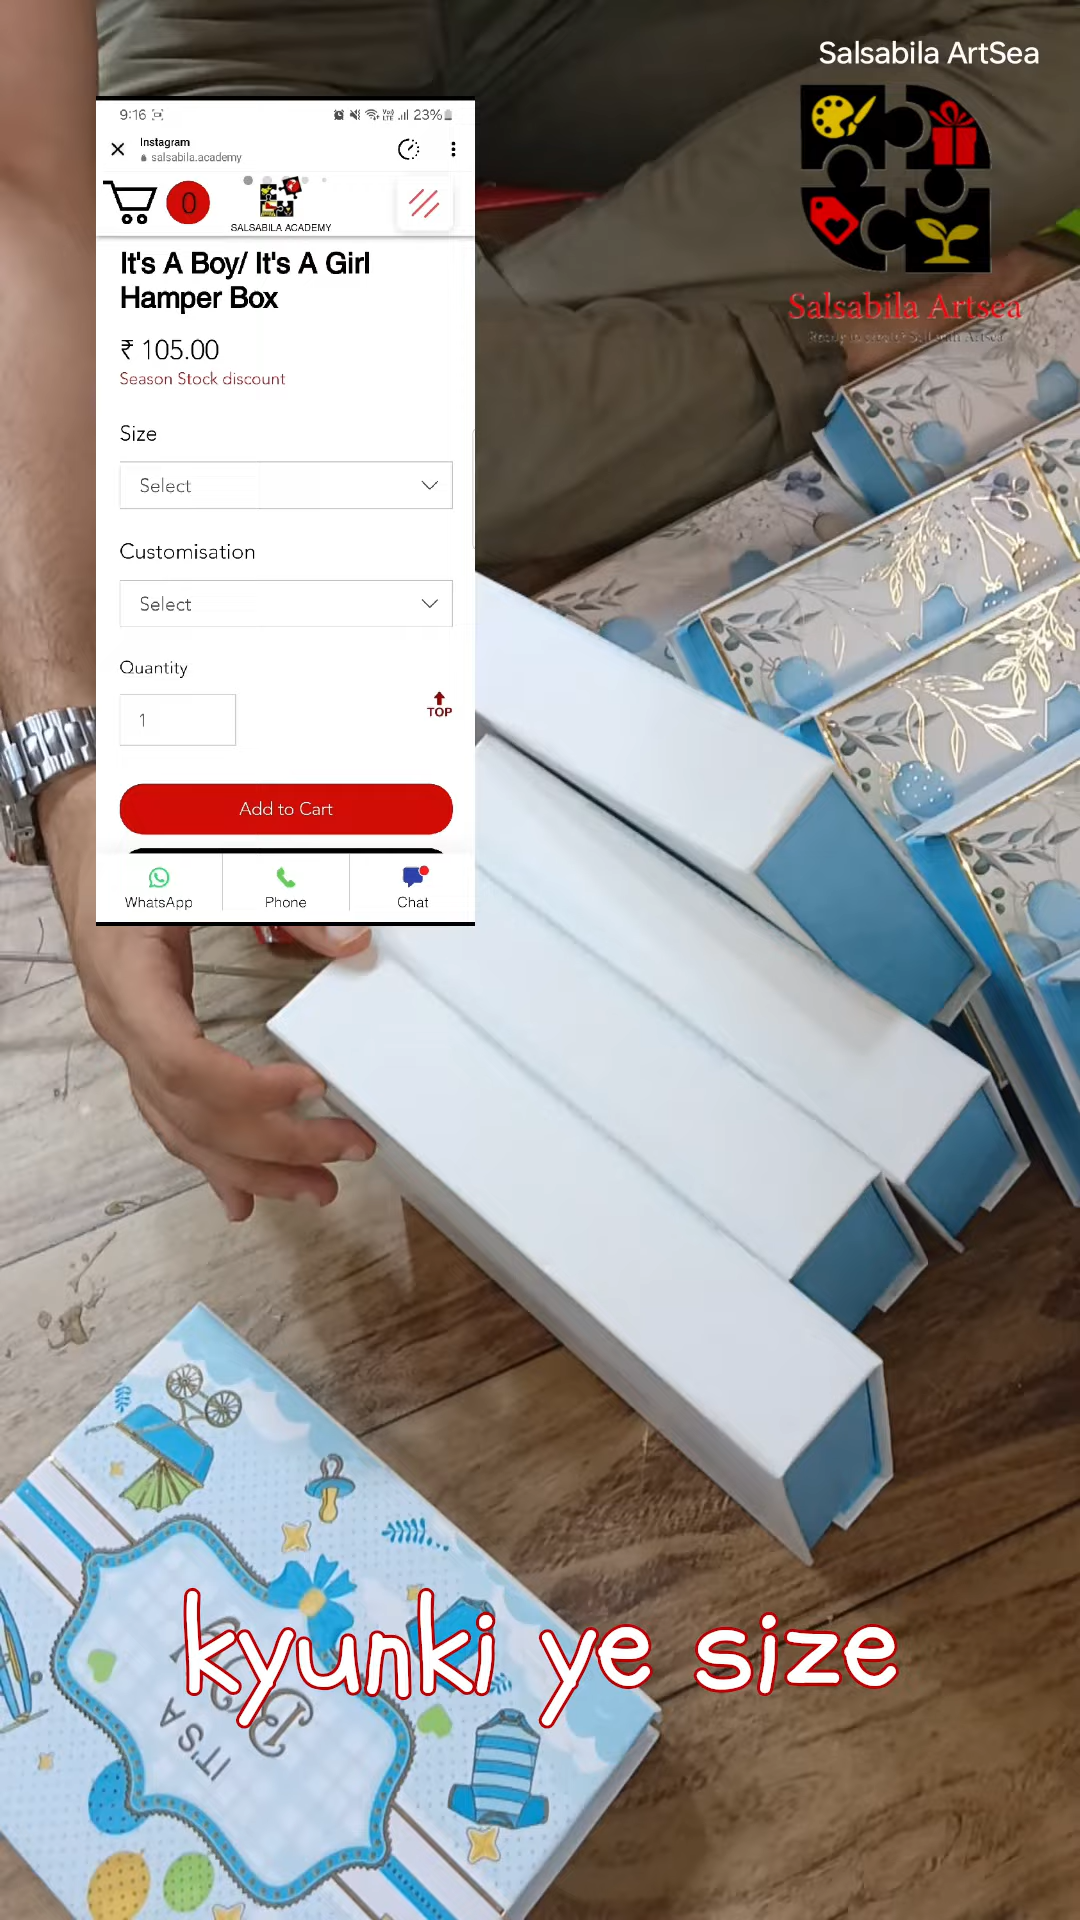 Salsabila ArtSea
Salsabila Artsea
9:16
23%
Instagram
salsabila.academy
0
SALSABILA ACADEMY
It's A Boy/ It's A Girl
Hamper Box
₹ 105.00
Season Stock discount
Size
Select
Customisation
Select
Quantity
1
TOP
Add to Cart
WhatsApp
Phone
Chat
kyunki ye size
IT'S A
BOY